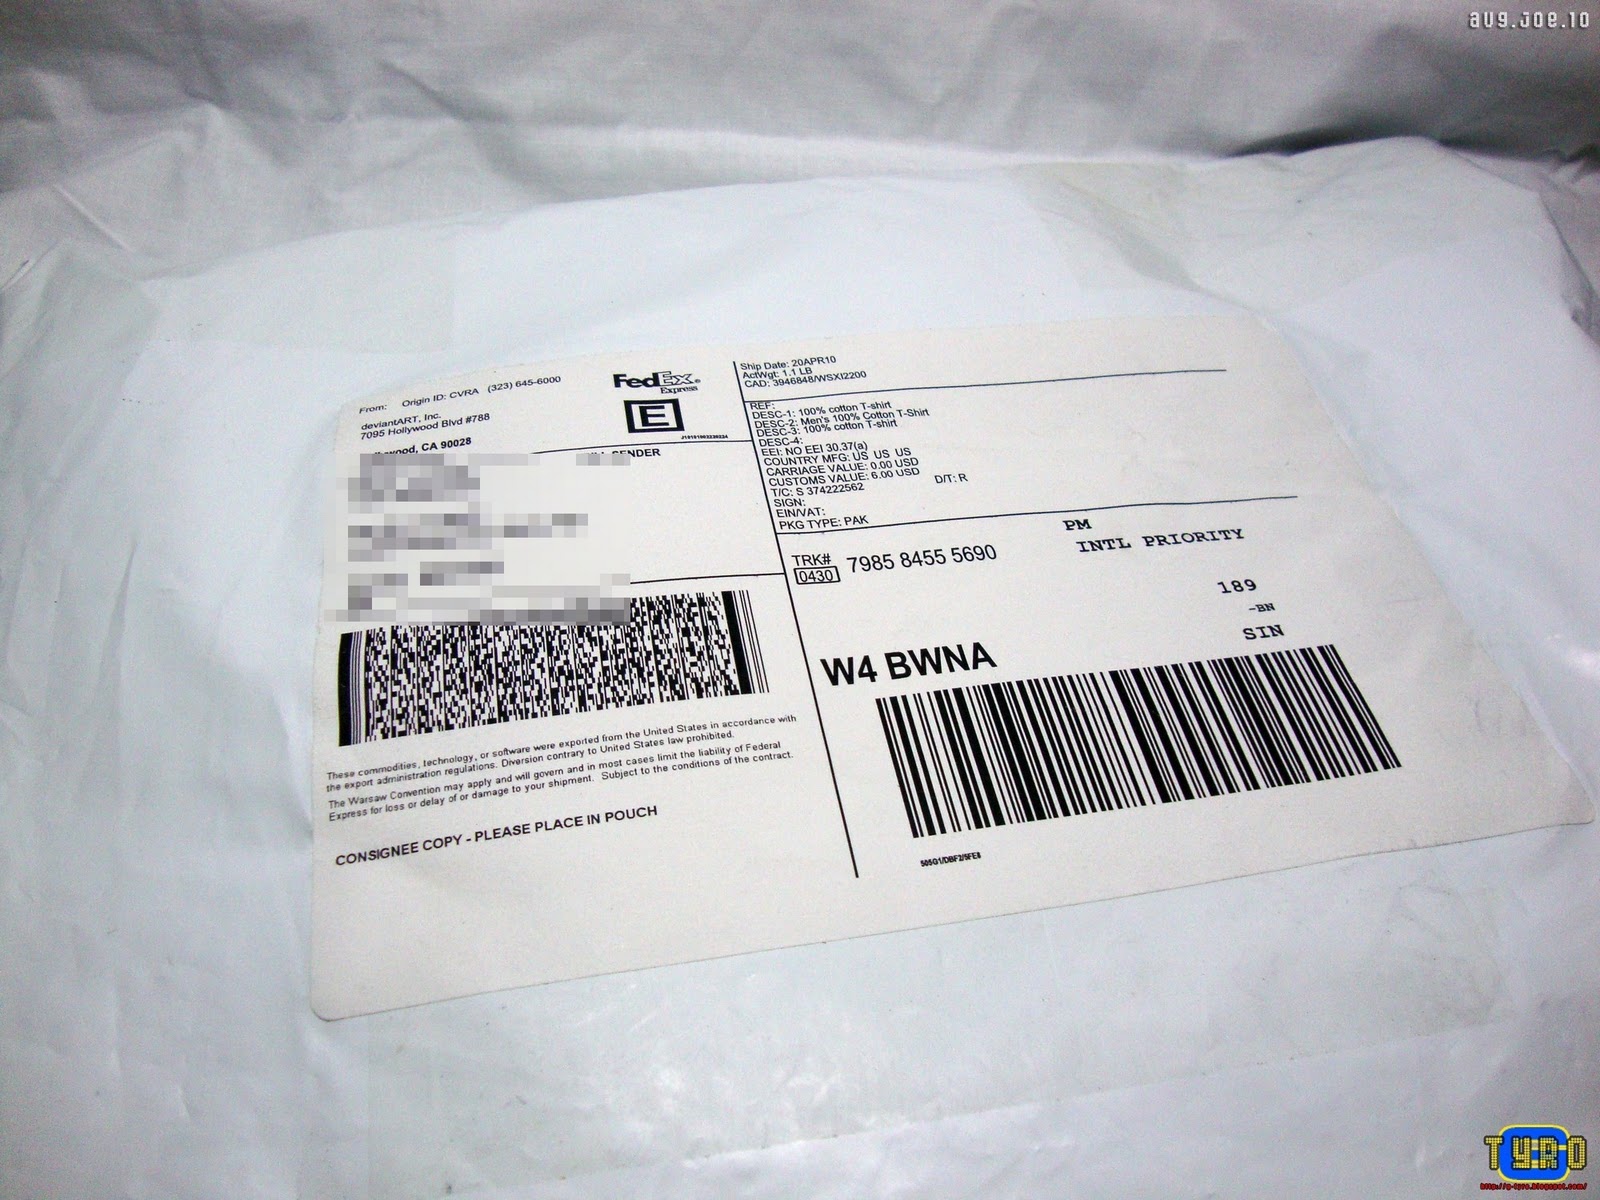 aug.joe.10
From: Origin ID: CVRA (323) 645-6000
deviantART, Inc.
7095 Hollywood Blvd #788
CA 90028
FedEx
Express
E
SENDER
Ship Date: 20APR10
ActWgt: 1.1 LB
CAD: 3946848/WSXI2200
REF:
DESC-1: 100% cotton T-shirt
DESC-2: Men's 100% Cotton T-Shirt
DESC-3: 100% cotton T-shirt
DESC-4:
EEI: NO EEI 30.37(a)
COUNTRY MFG: US US US
CARRIAGE VALUE: 0.00 USD
CUSTOMS VALUE: 6.00 USD
T/C: S 374222562 D/T: R
SIGN:
EIN/VAT:
PKG TYPE: PAK
TRK# 7985 8455 5690
0430
PM
INTL PRIORITY
189
-BN
SIN
W4 BWNA
These commodities, technology, or software were exported from the United States in accordance with
the export administration regulations. Diversion contrary to United States law prohibited.
The Warsaw Convention may apply and will govern and in most cases limit the liability of Federal
Express for loss or delay of or damage to your shipment. Subject to the conditions of the contract.
CONSIGNEE COPY - PLEASE PLACE IN POUCH
TYRO
http://g-tyro.blogspot.com/